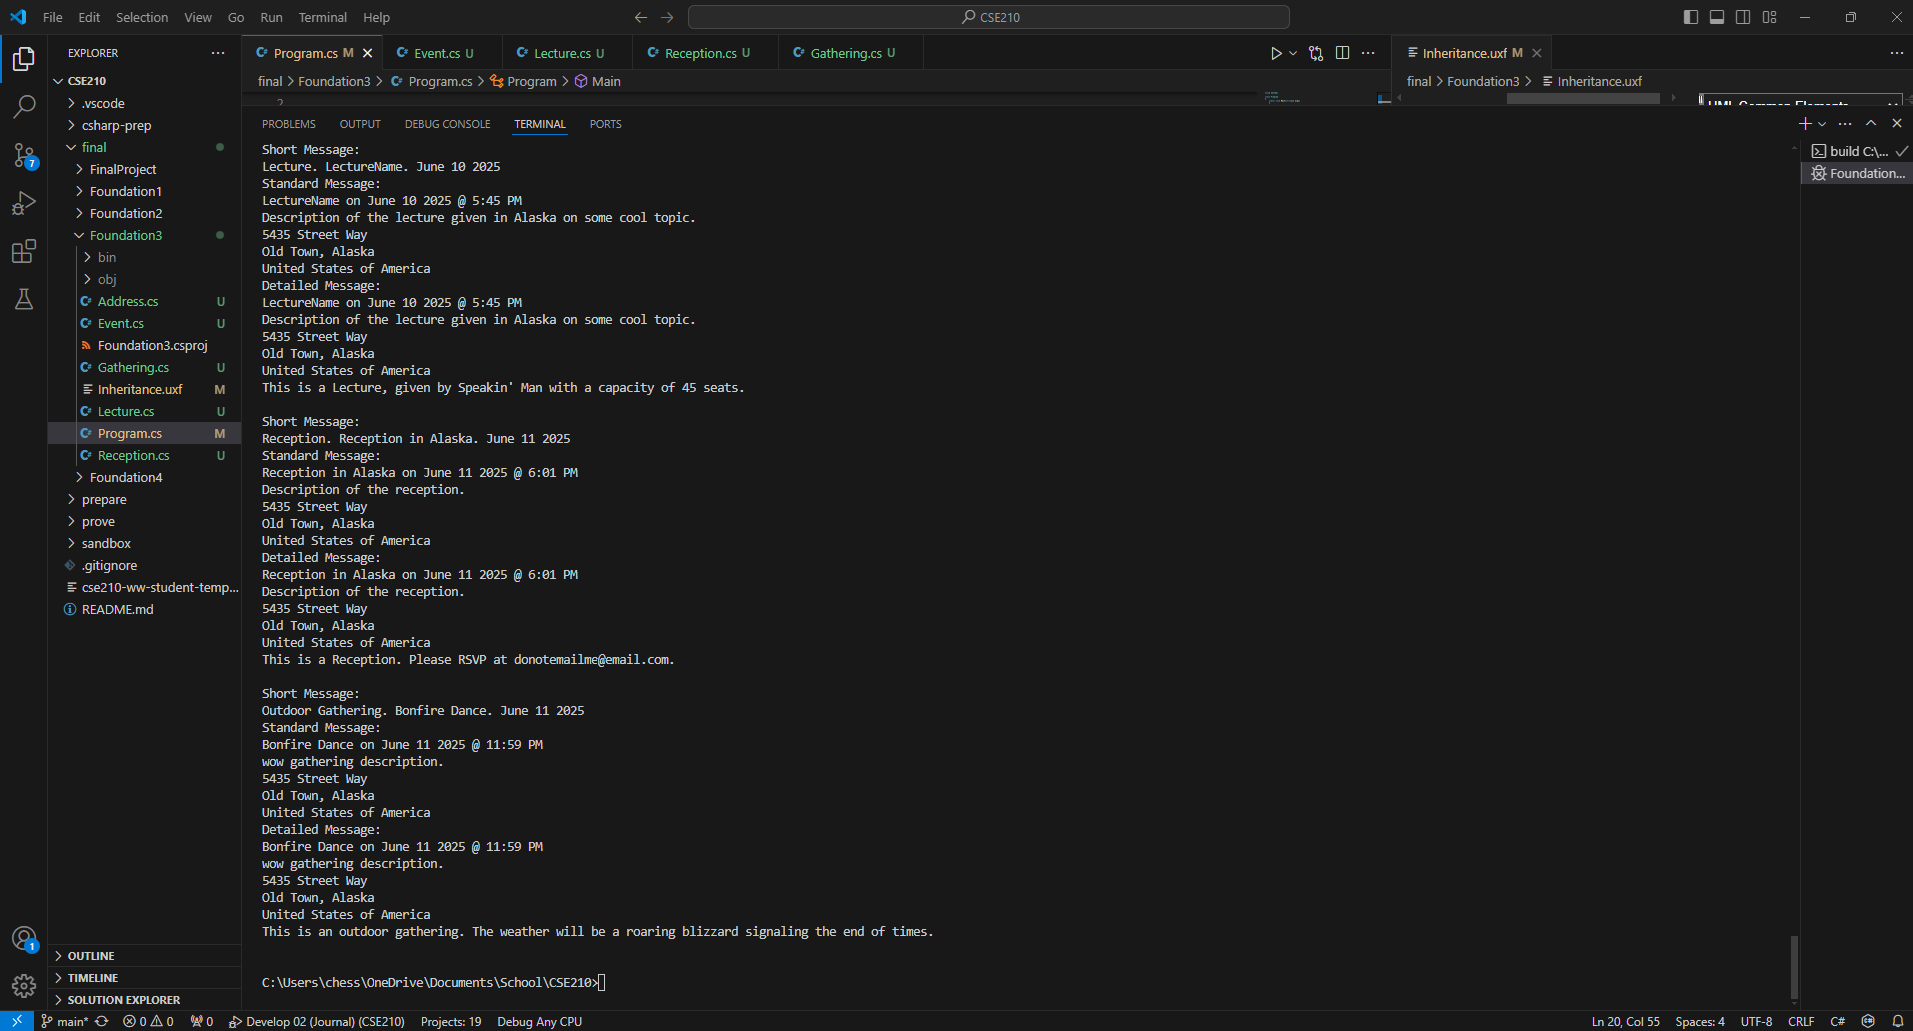 File Edit Selection View Go Run Terminal Help
CSE210
EXPLORER
CSE210
.vscode
csharp-prep
final
FinalProject
Foundation1
Foundation2
Foundation3
bin
obj
Address.cs U
Event.cs U
Foundation3.csproj
Gathering.cs U
Inheritance.uxf M
Lecture.cs U
Program.cs M
Reception.cs U
Foundation4
prepare
prove
sandbox
.gitignore
cse210-ww-student-temp...
README.md
OUTLINE
TIMELINE
SOLUTION EXPLORER
7
1
Program.cs M Event.cs U Lecture.cs U Reception.cs U Gathering.cs U
final > Foundation3 > Program.cs > Program > Main
2
Inheritance.uxf M
final > Foundation3 > Inheritance.uxf
UML Common Elements
PROBLEMS OUTPUT DEBUG CONSOLE TERMINAL PORTS
build C:\...
Foundation...
Short Message:
Lecture. LectureName. June 10 2025
Standard Message:
LectureName on June 10 2025 @ 5:45 PM
Description of the lecture given in Alaska on some cool topic.
5435 Street Way
Old Town, Alaska
United States of America
Detailed Message:
LectureName on June 10 2025 @ 5:45 PM
Description of the lecture given in Alaska on some cool topic.
5435 Street Way
Old Town, Alaska
United States of America
This is a Lecture, given by Speakin' Man with a capacity of 45 seats.
Short Message:
Reception. Reception in Alaska. June 11 2025
Standard Message:
Reception in Alaska on June 11 2025 @ 6:01 PM
Description of the reception.
5435 Street Way
Old Town, Alaska
United States of America
Detailed Message:
Reception in Alaska on June 11 2025 @ 6:01 PM
Description of the reception.
5435 Street Way
Old Town, Alaska
United States of America
This is a Reception. Please RSVP at donotemailme@email.com.
Short Message:
Outdoor Gathering. Bonfire Dance. June 11 2025
Standard Message:
Bonfire Dance on June 11 2025 @ 11:59 PM
wow gathering description.
5435 Street Way
Old Town, Alaska
United States of America
Detailed Message:
Bonfire Dance on June 11 2025 @ 11:59 PM
wow gathering description.
5435 Street Way
Old Town, Alaska
United States of America
This is an outdoor gathering. The weather will be a roaring blizzard signaling the end of times.
C:\Users\chess\OneDrive\Documents\School\CSE210>
main* 0 0 0 Develop 02 (Journal) (CSE210) Projects: 19 Debug Any CPU Ln 20, Col 55 Spaces: 4 UTF-8 CRLF C#